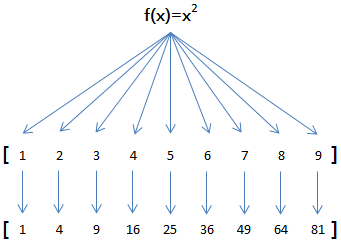 f(x)=x²
[ 1 2 3 4 5 6 7 8 9 ]
[ 1 4 9 16 25 36 49 64 81 ]